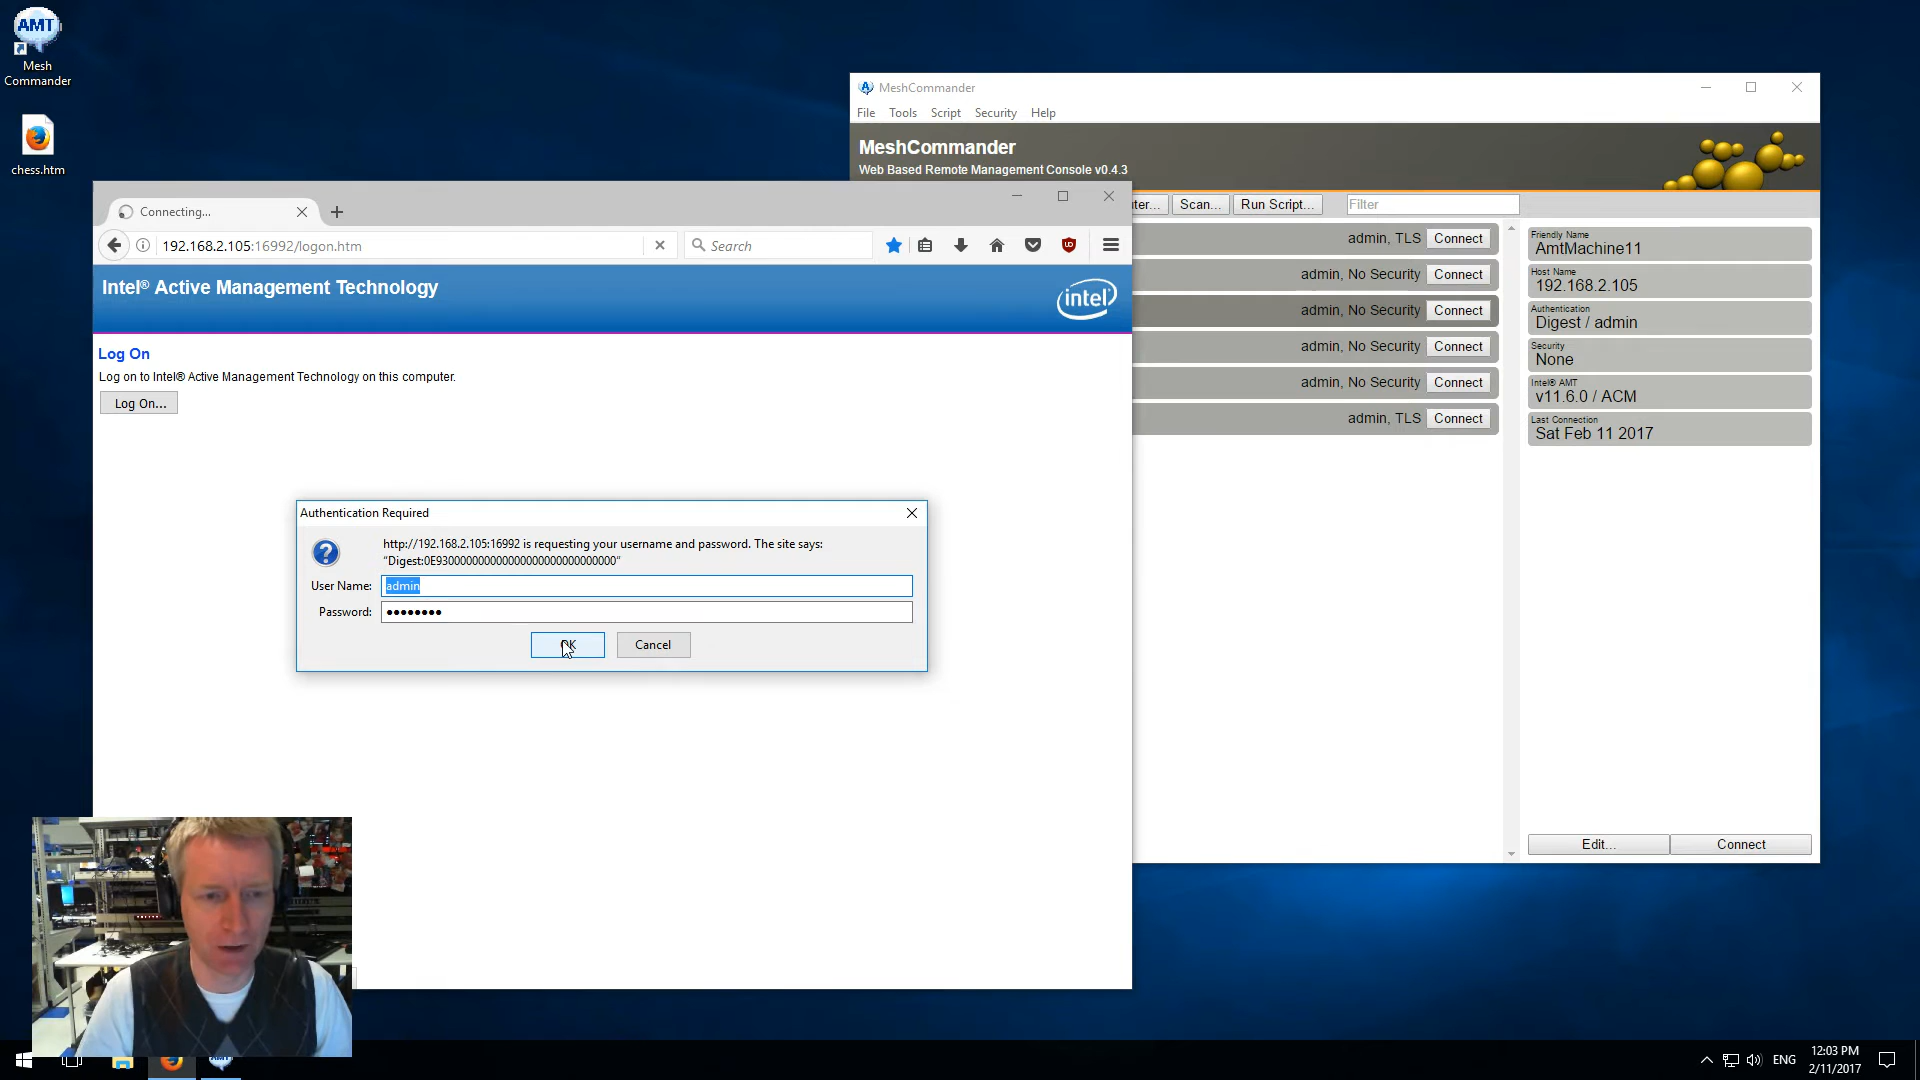 AMT
Mesh
Commander
chess.htm
MeshCommander
File Tools Script Security Help
MeshCommander
Web Based Remote Management Console v0.4.3
ter... Scan... Run Script... Filter
admin, TLS Connect
admin, No Security Connect
admin, No Security Connect
admin, No Security Connect
admin, No Security Connect
admin, TLS Connect
Friendly Name
AmtMachine11
Host Name
192.168.2.105
Authentication
Digest / admin
Security
None
Intel® AMT
v11.6.0 / ACM
Last Connection
Sat Feb 11 2017
Edit... Connect
Connecting...
192.168.2.105:16992/logon.htm
Search
Intel® Active Management Technology
intel
Log On
Log on to Intel® Active Management Technology on this computer.
Log On...
Authentication Required
http://192.168.2.105:16992 is requesting your username and password. The site says:
User Name: admin
Password: ••••••••
OK Cancel
ENG
12:03 PM
2/11/2017